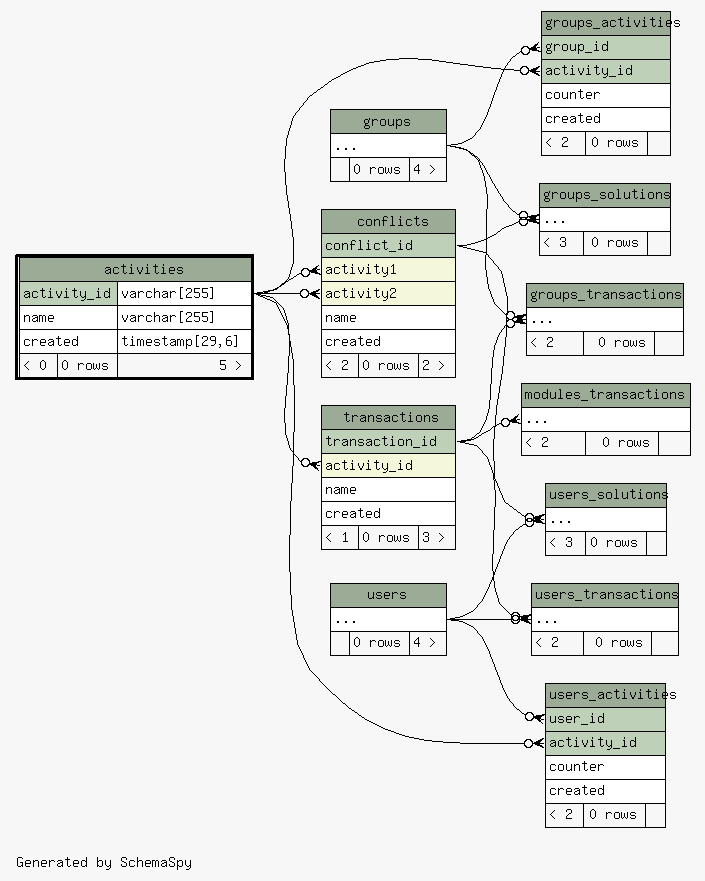 groups_activities
group_id
activity_id
counter
created
< 2 0 rows
groups
...
0 rows 4 >
groups_solutions
...
< 3 0 rows
conflicts
conflict_id
activity1
activity2
name
created
< 2 0 rows 2 >
activities
activity_id varchar[255]
name varchar[255]
created timestamp[29,6]
< 0 0 rows 5 >
groups_transactions
...
< 2 0 rows
modules_transactions
...
< 2 0 rows
transactions
transaction_id
activity_id
name
created
< 1 0 rows 3 >
users_solutions
...
< 3 0 rows
users
...
0 rows 4 >
users_transactions
...
< 2 0 rows
users_activities
user_id
activity_id
counter
created
< 2 0 rows
Generated by SchemaSpy